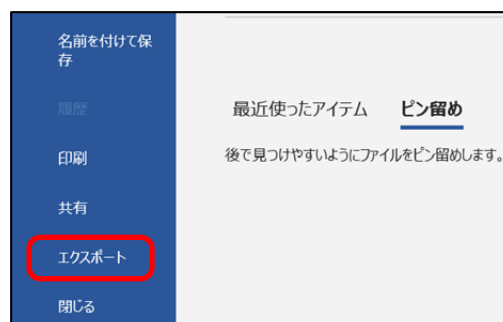 名前を付けて保
存
履歴
印刷
共有
エクスポート
閉じる
最近使ったアイテム ピン留め
後で見つけやすいようにファイルをピン留めします。